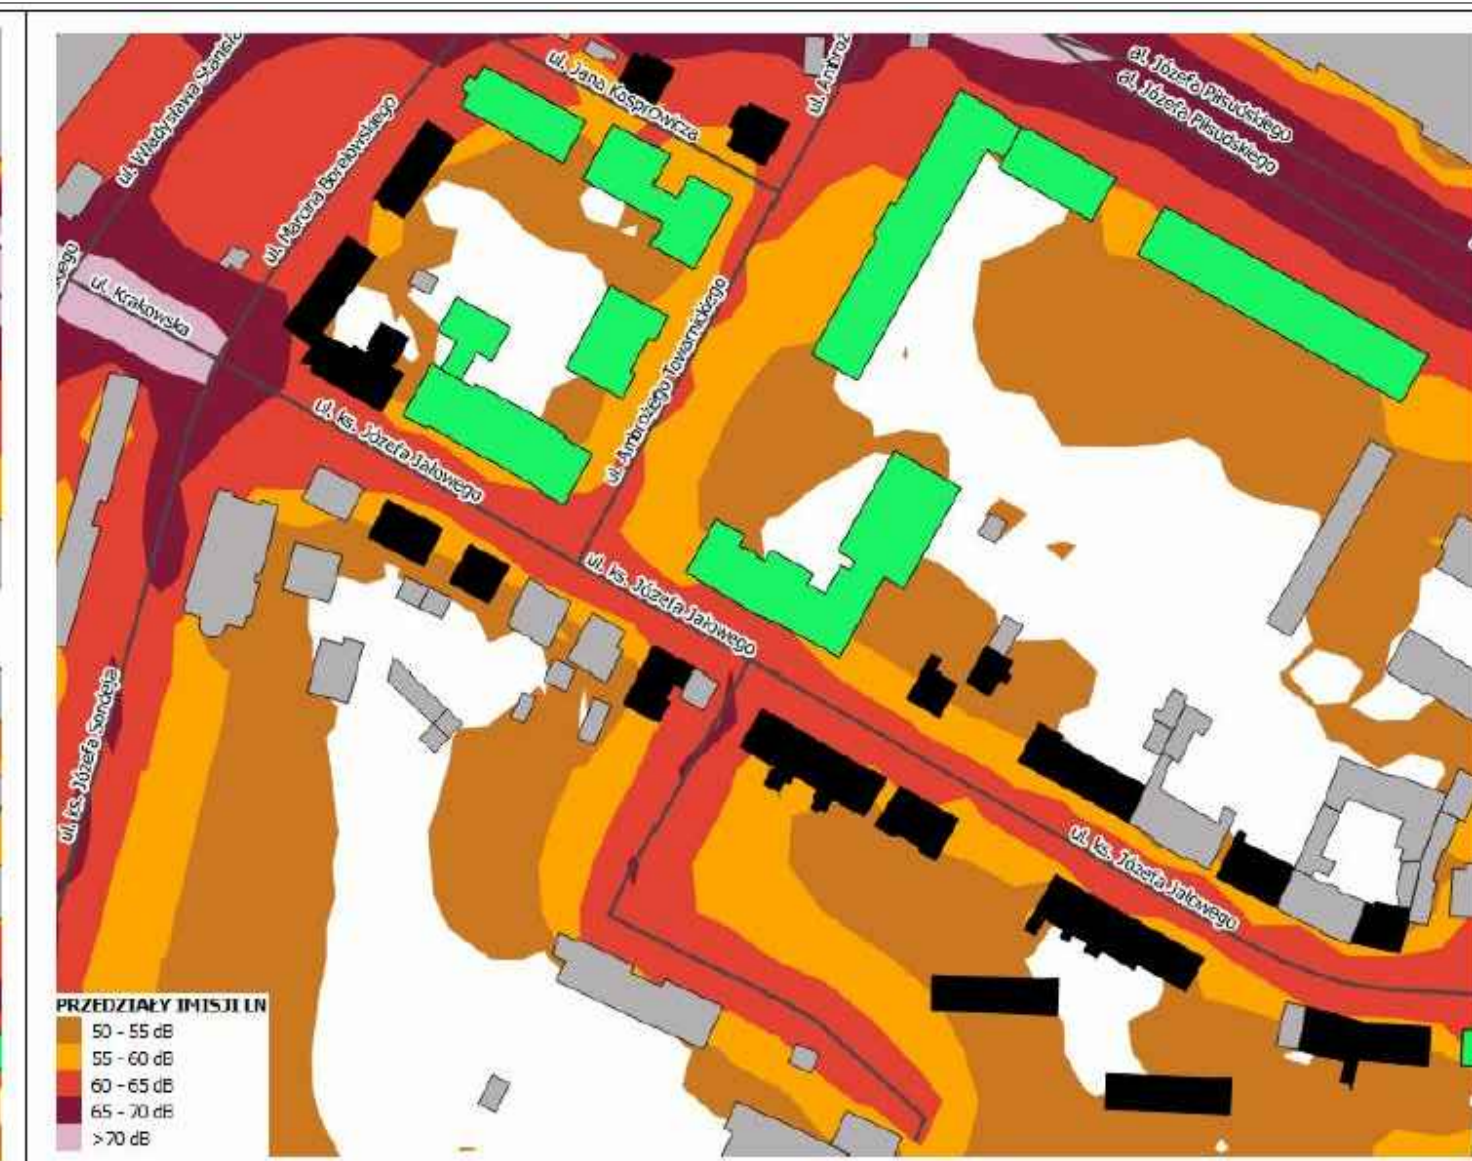 ul. Władysława Stanisła
ul. Marcina Borelowskiego
ul. Jana Kasprowicza
ul. Ambroż
al. Józefa Piłsudskiego
al. Józefa Piłsudskiego
kiego
ul. Krakowska
ul. Ambrożego Towarnickiego
ul. ks. Józefa Jałowego
ul. ks. Józefa Jałowego
ul. ks. Józefa Sondeja
ul. ks. Józefa Jałowego
PRZEDZIAŁY IMISJI LN
50 - 55 dB
55 - 60 dB
60 - 65 dB
65 - 70 dB
>70 dB